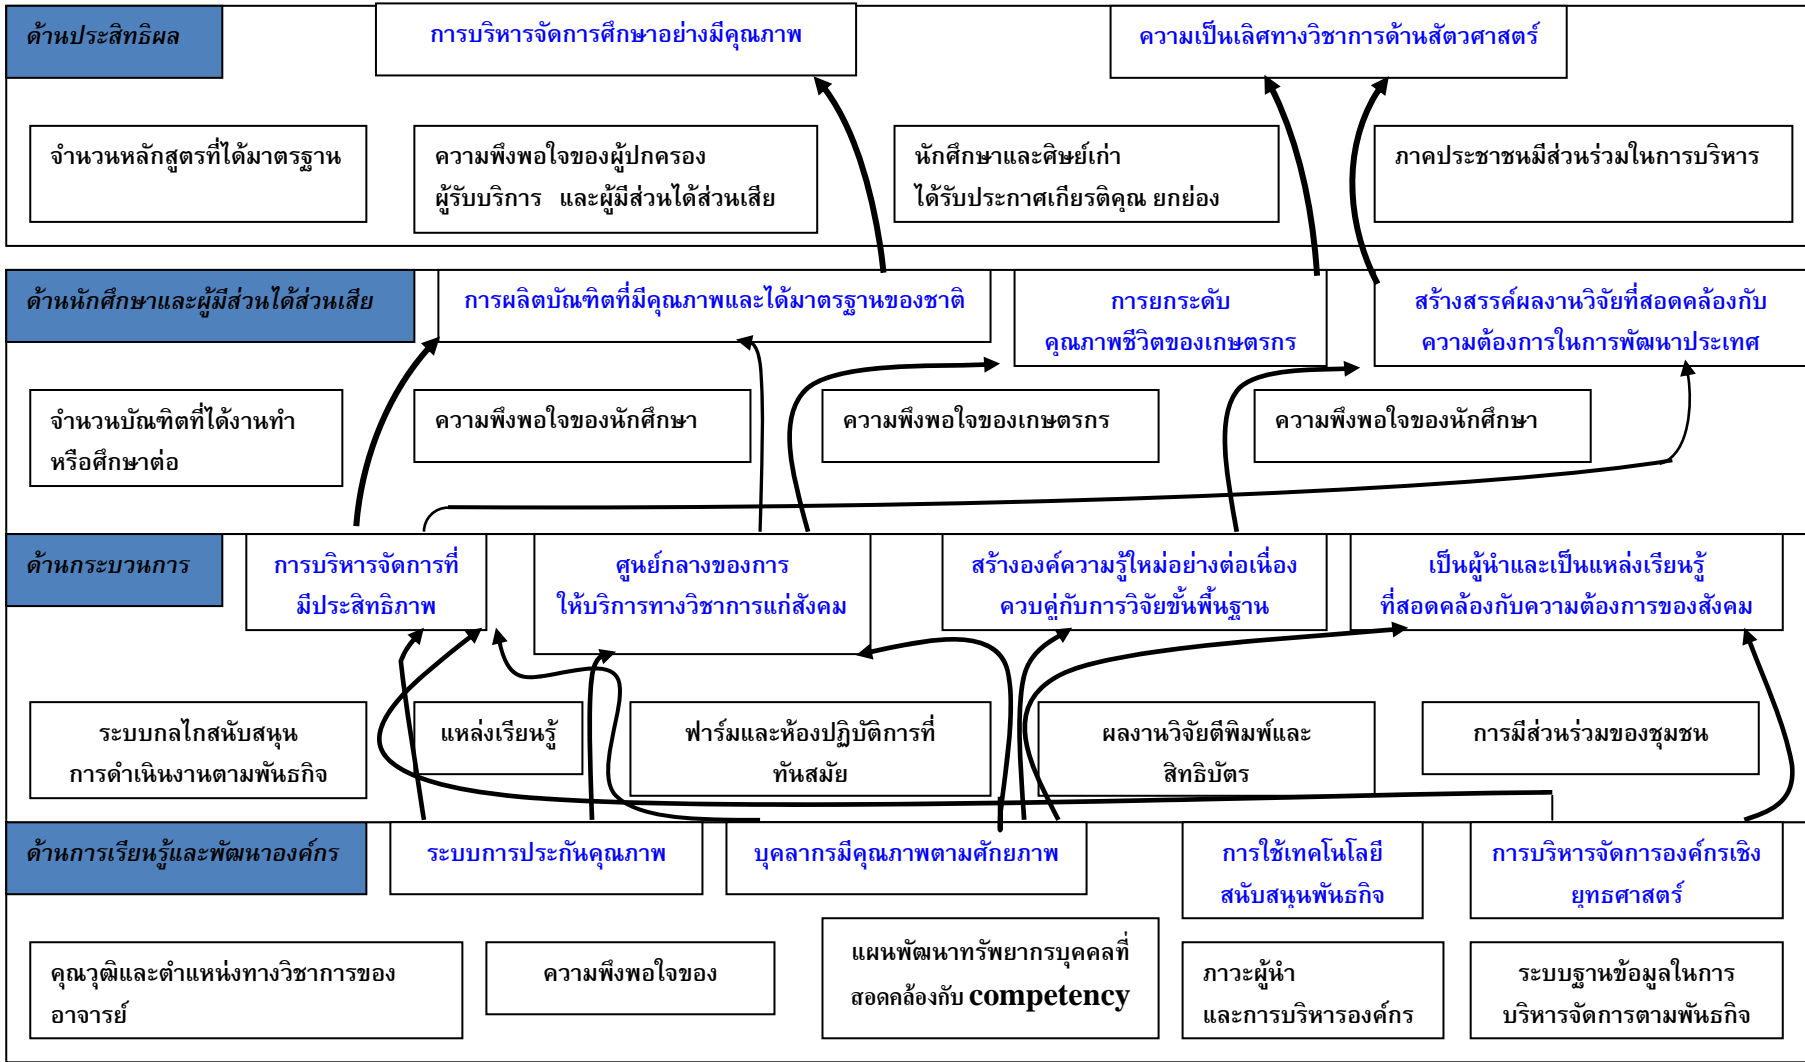 ด้านประสิทธิผล
การบริหารจัดการศึกษาอย่างมีคุณภาพ
ความเป็นเลิศทางวิชาการด้านสัตวศาสตร์
จำนวนหลักสูตรที่ได้มาตรฐาน
ความพึงพอใจของผู้ปกครอง
ผู้รับบริการ และผู้มีส่วนได้ส่วนเสีย
นักศึกษาและศิษย์เก่า
ได้รับประกาศเกียรติคุณ ยกย่อง
ภาคประชาชนมีส่วนร่วมในการบริหาร
ด้านนักศึกษาและผู้มีส่วนได้ส่วนเสีย
การผลิตบัณฑิตที่มีคุณภาพและได้มาตรฐานของชาติ
การยกระดับ
คุณภาพชีวิตของเกษตรกร
สร้างสรรค์ผลงานวิจัยที่สอดคล้องกับ
ความต้องการในการพัฒนาประเทศ
จำนวนบัณฑิตที่ได้งานทำ
หรือศึกษาต่อ
ความพึงพอใจของนักศึกษา
ความพึงพอใจของเกษตรกร
ความพึงพอใจของนักศึกษา
ด้านกระบวนการ
การบริหารจัดการที่
มีประสิทธิภาพ
ศูนย์กลางของการ
ให้บริการทางวิชาการแก่สังคม
สร้างองค์ความรู้ใหม่อย่างต่อเนื่อง
ควบคู่กับการวิจัยขั้นพื้นฐาน
เป็นผู้นำและเป็นแหล่งเรียนรู้
ที่สอดคล้องกับความต้องการของสังคม
ระบบกลไกสนับสนุน
การดำเนินงานตามพันธกิจ
แหล่งเรียนรู้
ฟาร์มและห้องปฏิบัติการที่
ทันสมัย
ผลงานวิจัยตีพิมพ์และ
สิทธิบัตร
การมีส่วนร่วมของชุมชน
ด้านการเรียนรู้และพัฒนาองค์กร
ระบบการประกันคุณภาพ
บุคลากรมีคุณภาพตามศักยภาพ
การใช้เทคโนโลยี
สนับสนุนพันธกิจ
การบริหารจัดการองค์กรเชิง
ยุทธศาสตร์
คุณวุฒิและตำแหน่งทางวิชาการของ
อาจารย์
ความพึงพอใจของ
แผนพัฒนาทรัพยากรบุคคลที่
สอดคล้องกับ competency
ภาวะผู้นำ
และการบริหารองค์กร
ระบบฐานข้อมูลในการ
บริหารจัดการตามพันธกิจ